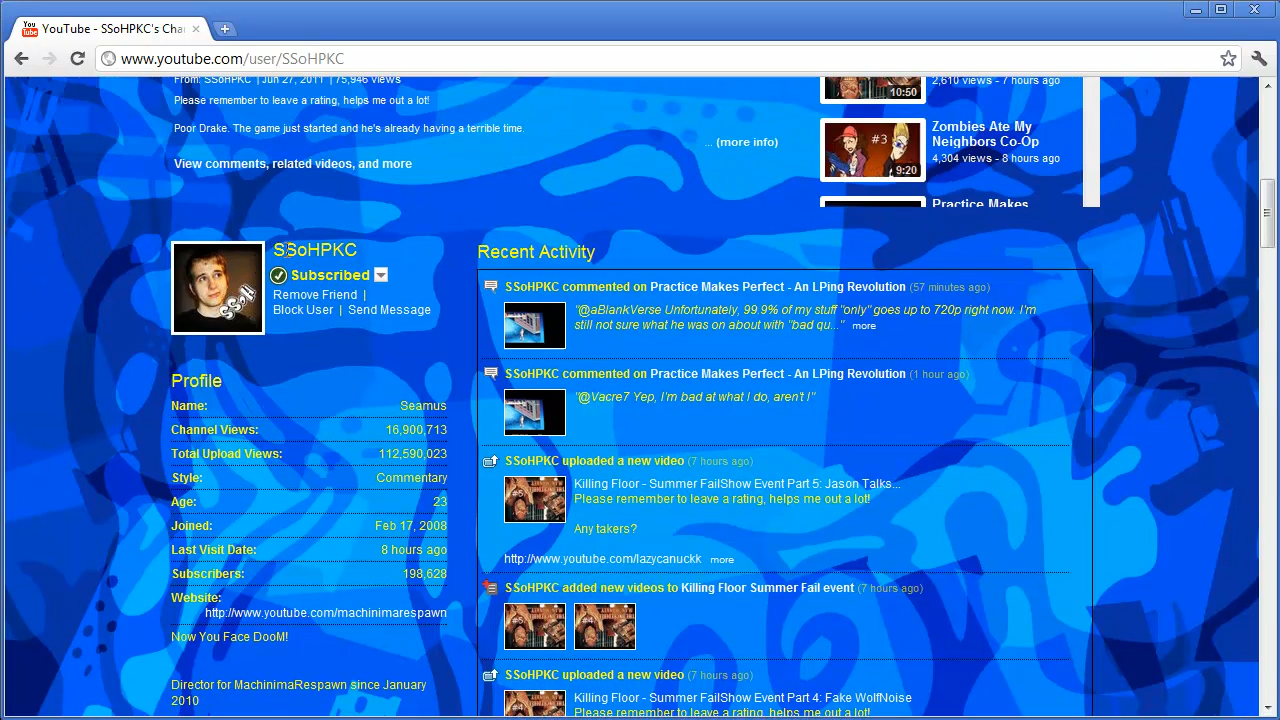 YouTube - SSoHPKC's Cha
www.youtube.com/user/SSoHPKC
From: SSoHPKC | Jun 27, 2011 | 75,946 views
Please remember to leave a rating, helps me out a lot!
Poor Drake. The game just started and he's already having a terrible time.
... (more info)
View comments, related videos, and more
10:50
2,610 views - 7 hours ago
#3
9:20
Zombies Ate My
Neighbors Co-Op
4,304 views - 8 hours ago
Practice Makes
SSoHPKC
Subscribed
Remove Friend |
Block User | Send Message
SSoH
Profile
Name: Seamus
Channel Views: 16,900,713
Total Upload Views: 112,590,023
Style: Commentary
Age: 23
Joined: Feb 17, 2008
Last Visit Date: 8 hours ago
Subscribers: 198,628
Website:
http://www.youtube.com/machinimarespawn
Now You Face DooM!
Director for MachinimaRespawn since January
2010
Recent Activity
SSoHPKC commented on Practice Makes Perfect - An LPing Revolution (57 minutes ago)
"@aBlankVerse Unfortunately, 99.9% of my stuff "only" goes up to 720p right now. I'm
still not sure what he was on about with "bad qu..." more
SSoHPKC commented on Practice Makes Perfect - An LPing Revolution (1 hour ago)
"@Vacre7 Yep, I'm bad at what I do, aren't I"
SSoHPKC uploaded a new video (7 hours ago)
#5
Killing Floor - Summer FailShow Event Part 5: Jason Talks...
Please remember to leave a rating, helps me out a lot!
Any takers?
http://www.youtube.com/lazycanuckk more
SSoHPKC added new videos to Killing Floor Summer Fail event (7 hours ago)
#5
#4
SSoHPKC uploaded a new video (7 hours ago)
#4
Killing Floor - Summer FailShow Event Part 4: Fake WolfNoise
Please remember to leave a rating, helps me out a lot!